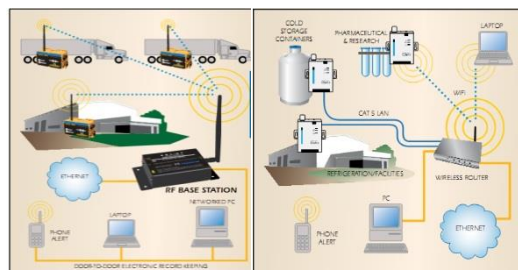 ETHERNET
RF BASE STATION
NETWORKED PC
LAPTOP
PHONE
ALERT
DOOR-TO-DOOR ELECTRONIC RECORD KEEPING
COLD
STORAGE
CONTAINERS
PHARMACEUTICAL
& RESEARCH
LAPTOP
WIFI
CAT 5 LAN
REFRIGERATION/FACILITIES
WIRELESS ROUTER
PC
PHONE
ALERT
ETHERNET